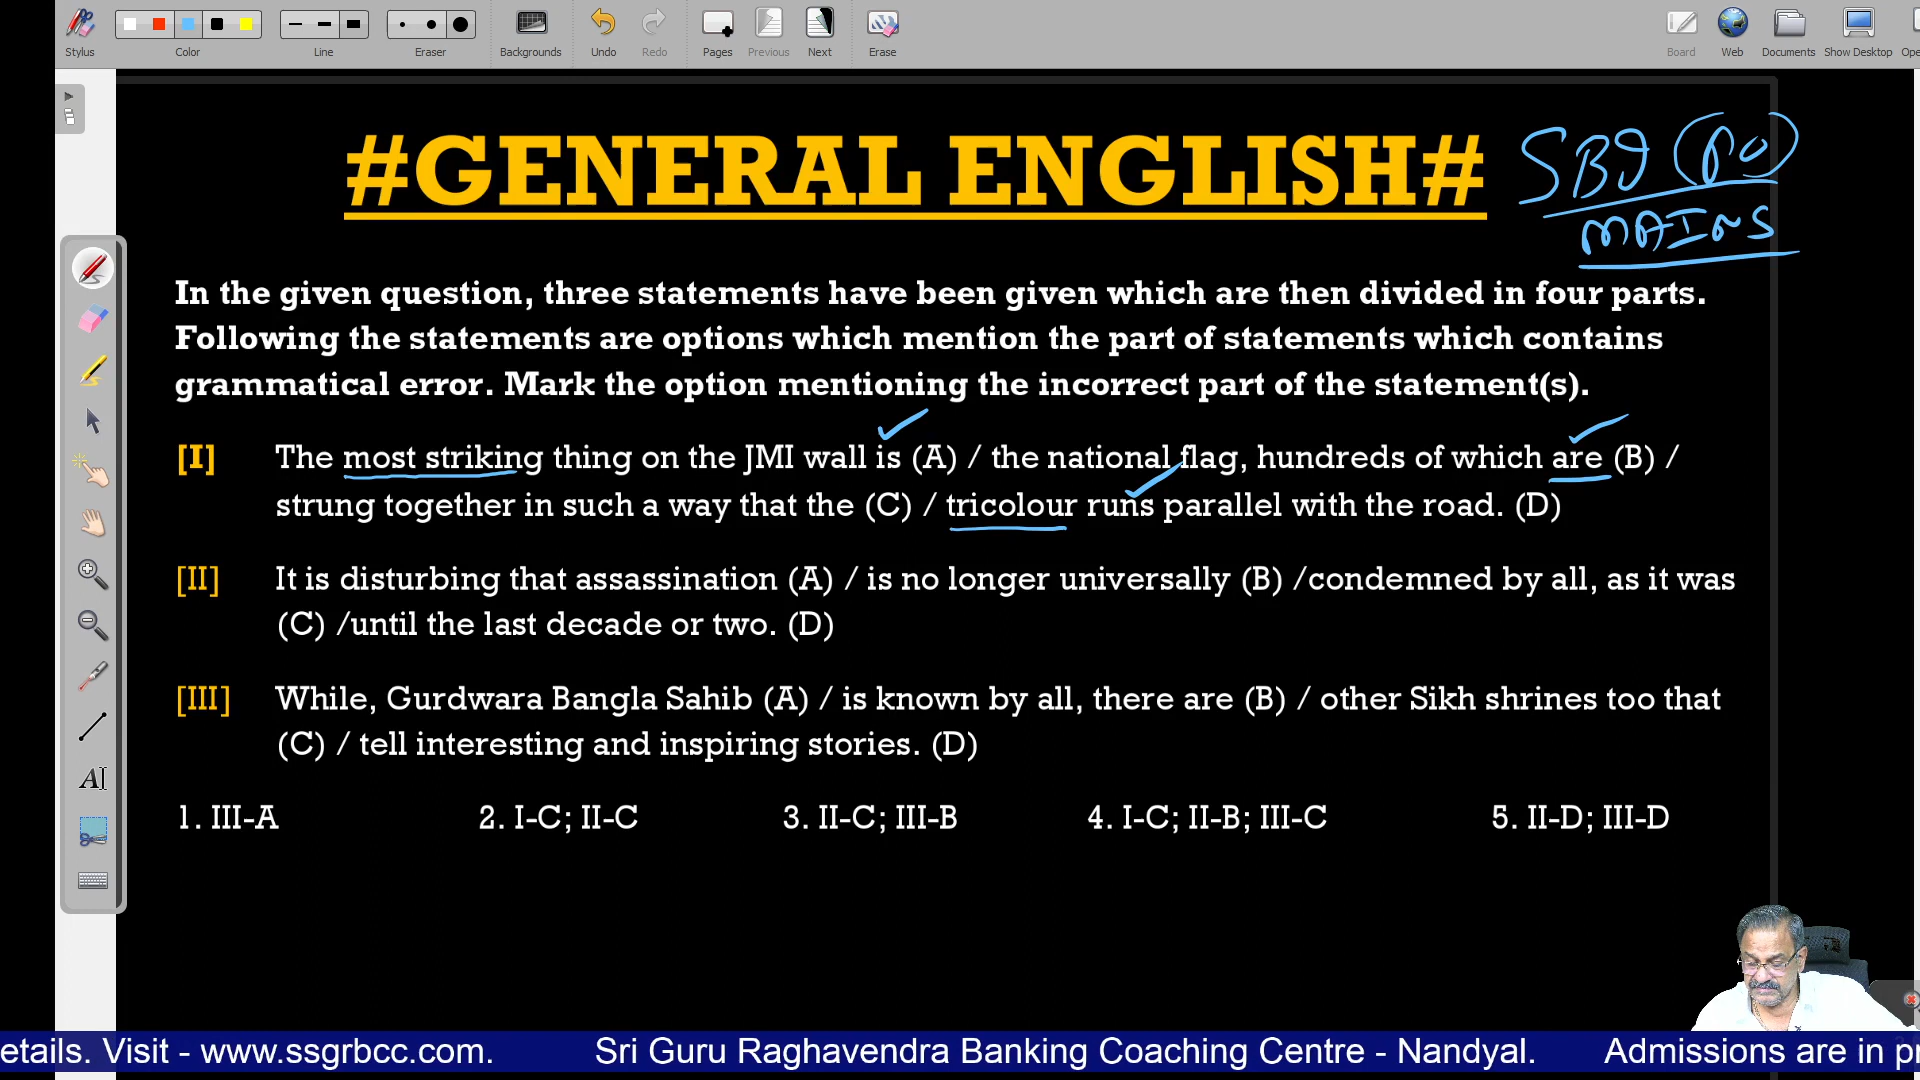 Stylus
Color
Line
Eraser
Backgrounds
Undo
Redo
Pages
Previous
Next
Erase
Board
Web
Documents
Show Desktop
Ope
#GENERAL ENGLISH#
SBI (PO)
MAINS
In the given question, three statements have been given which are then divided in four parts.
Following the statements are options which mention the part of statements which contains
grammatical error. Mark the option mentioning the incorrect part of the statement(s).
[I] The most striking thing on the JMI wall is (A) / the national flag, hundreds of which are (B) /
strung together in such a way that the (C) / tricolour runs parallel with the road. (D)
[II] It is disturbing that assassination (A) / is no longer universally (B) /condemned by all, as it was
(C) /until the last decade or two. (D)
[III] While, Gurdwara Bangla Sahib (A) / is known by all, there are (B) / other Sikh shrines too that
(C) / tell interesting and inspiring stories. (D)
1. III-A 2. I-C; II-C 3. II-C; III-B 4. I-C; II-B; III-C 5. II-D; III-D
etails. Visit - www.ssgrbcc.com. Sri Guru Raghavendra Banking Coaching Centre - Nandyal. Admissions are in pr